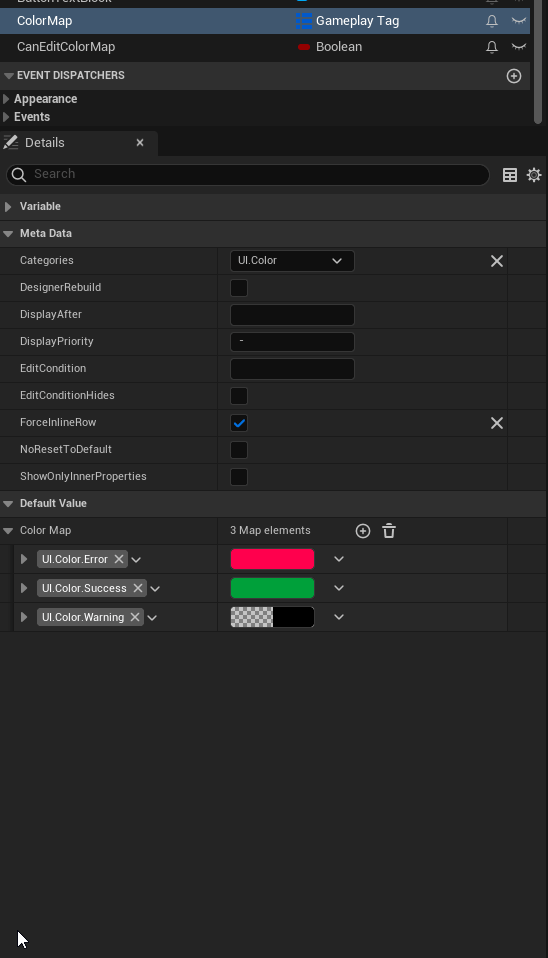 ColorMap Gameplay Tag
CanEditColorMap Boolean
EVENT DISPATCHERS
Appearance
Events
Details
Search
Variable
Meta Data
Categories UI.Color
DesignerRebuild
DisplayAfter
DisplayPriority -
EditCondition
EditConditionHides
ForceInlineRow
NoResetToDefault
ShowOnlyInnerProperties
Default Value
Color Map 3 Map elements
UI.Color.Error
UI.Color.Success
UI.Color.Warning